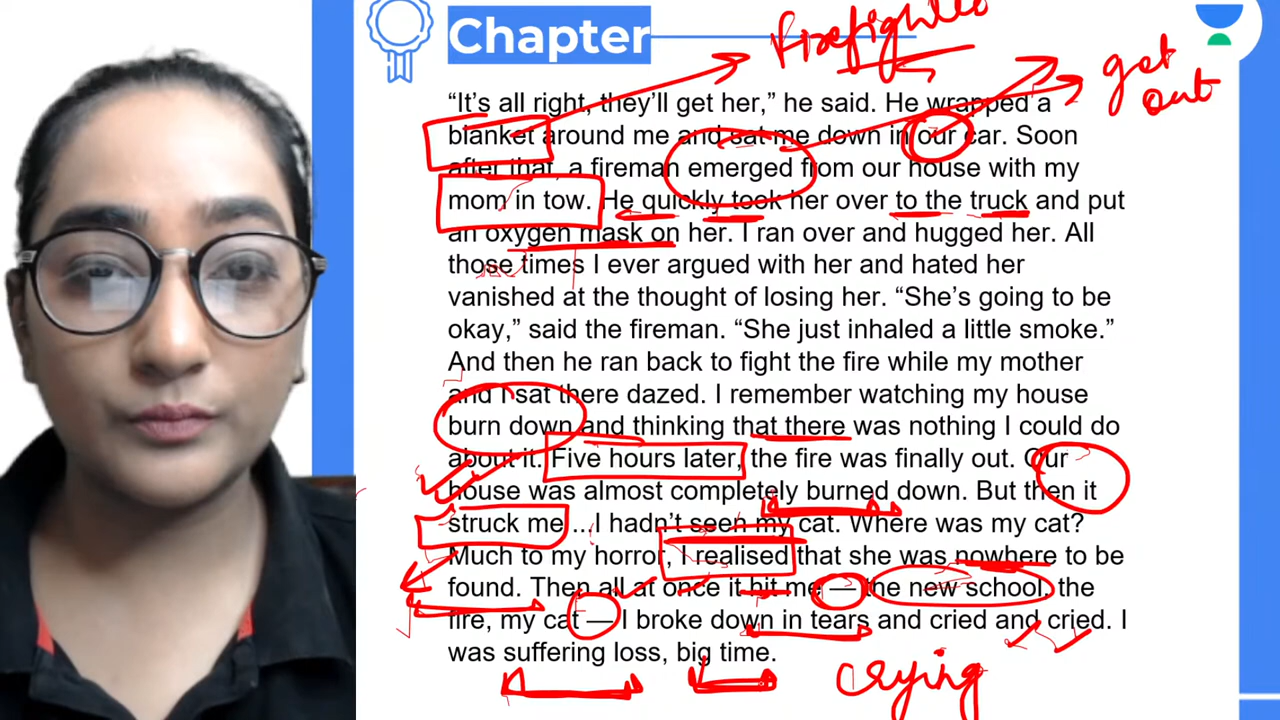 Chapter
Firefighter
get
out
“It’s all right, they’ll get her,” he said. He wrapped a
blanket around me and sat me down in our car. Soon
after that, a fireman emerged from our house with my
mom in tow. He quickly took her over to the truck and put
an oxygen mask on her. I ran over and hugged her. All
those times I ever argued with her and hated her
vanished at the thought of losing her. “She’s going to be
okay,” said the fireman. “She just inhaled a little smoke.”
And then he ran back to fight the fire while my mother
and I sat there dazed. I remember watching my house
burn down and thinking that there was nothing I could do
about it. Five hours later, the fire was finally out. Our
house was almost completely burned down. But then it
struck me ...I hadn’t seen my cat. Where was my cat?
Much to my horror, I realised that she was nowhere to be
found. Then all at once it hit me — the new school, the
fire, my cat — I broke down in tears and cried and cried. I
was suffering loss, big time.
crying